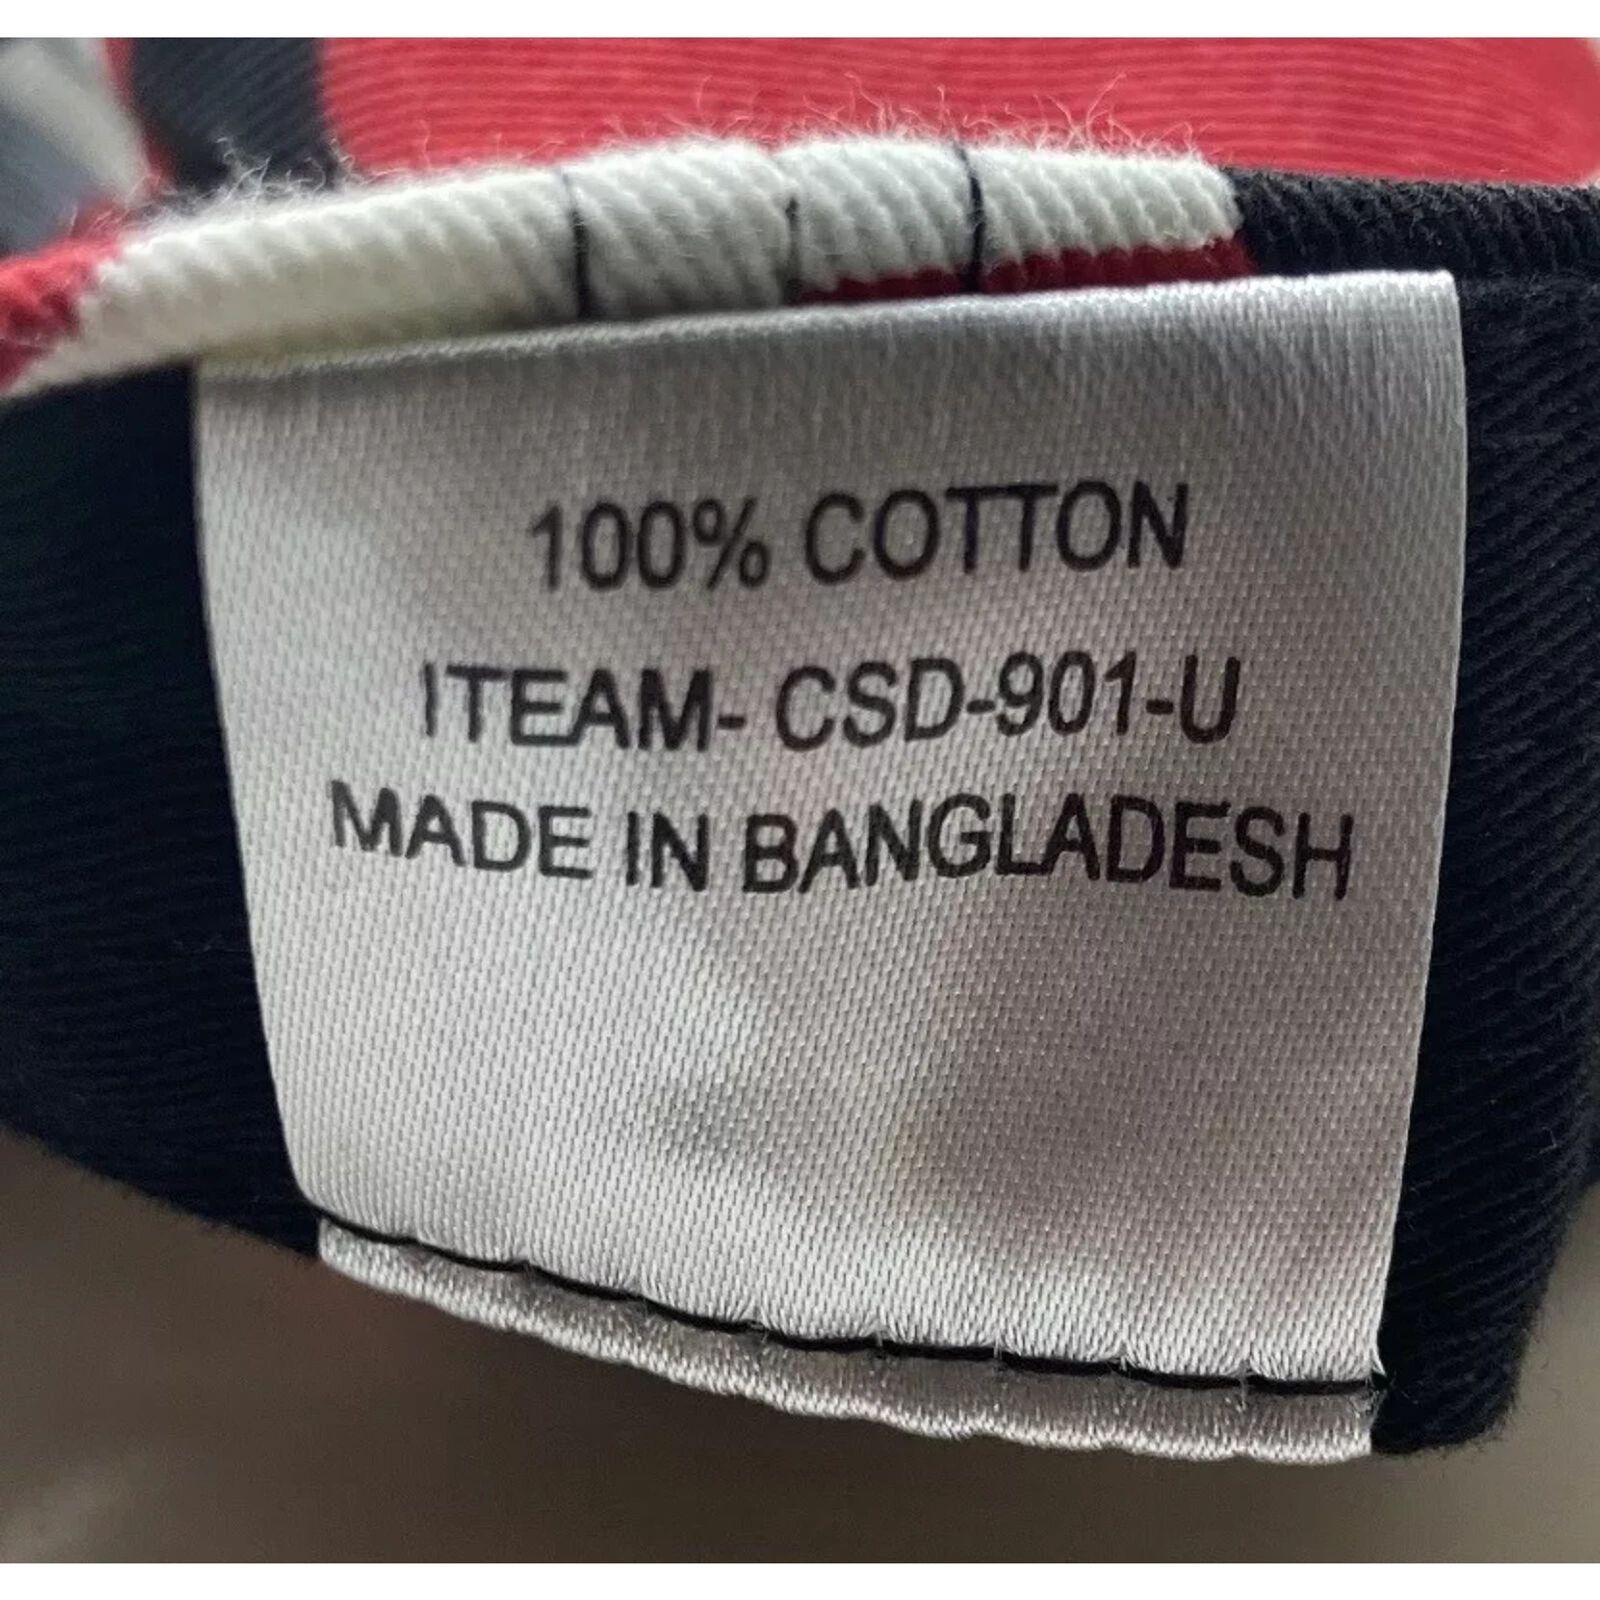 100% COTTON
ITEAM- CSD-901-U
MADE IN BANGLADESH